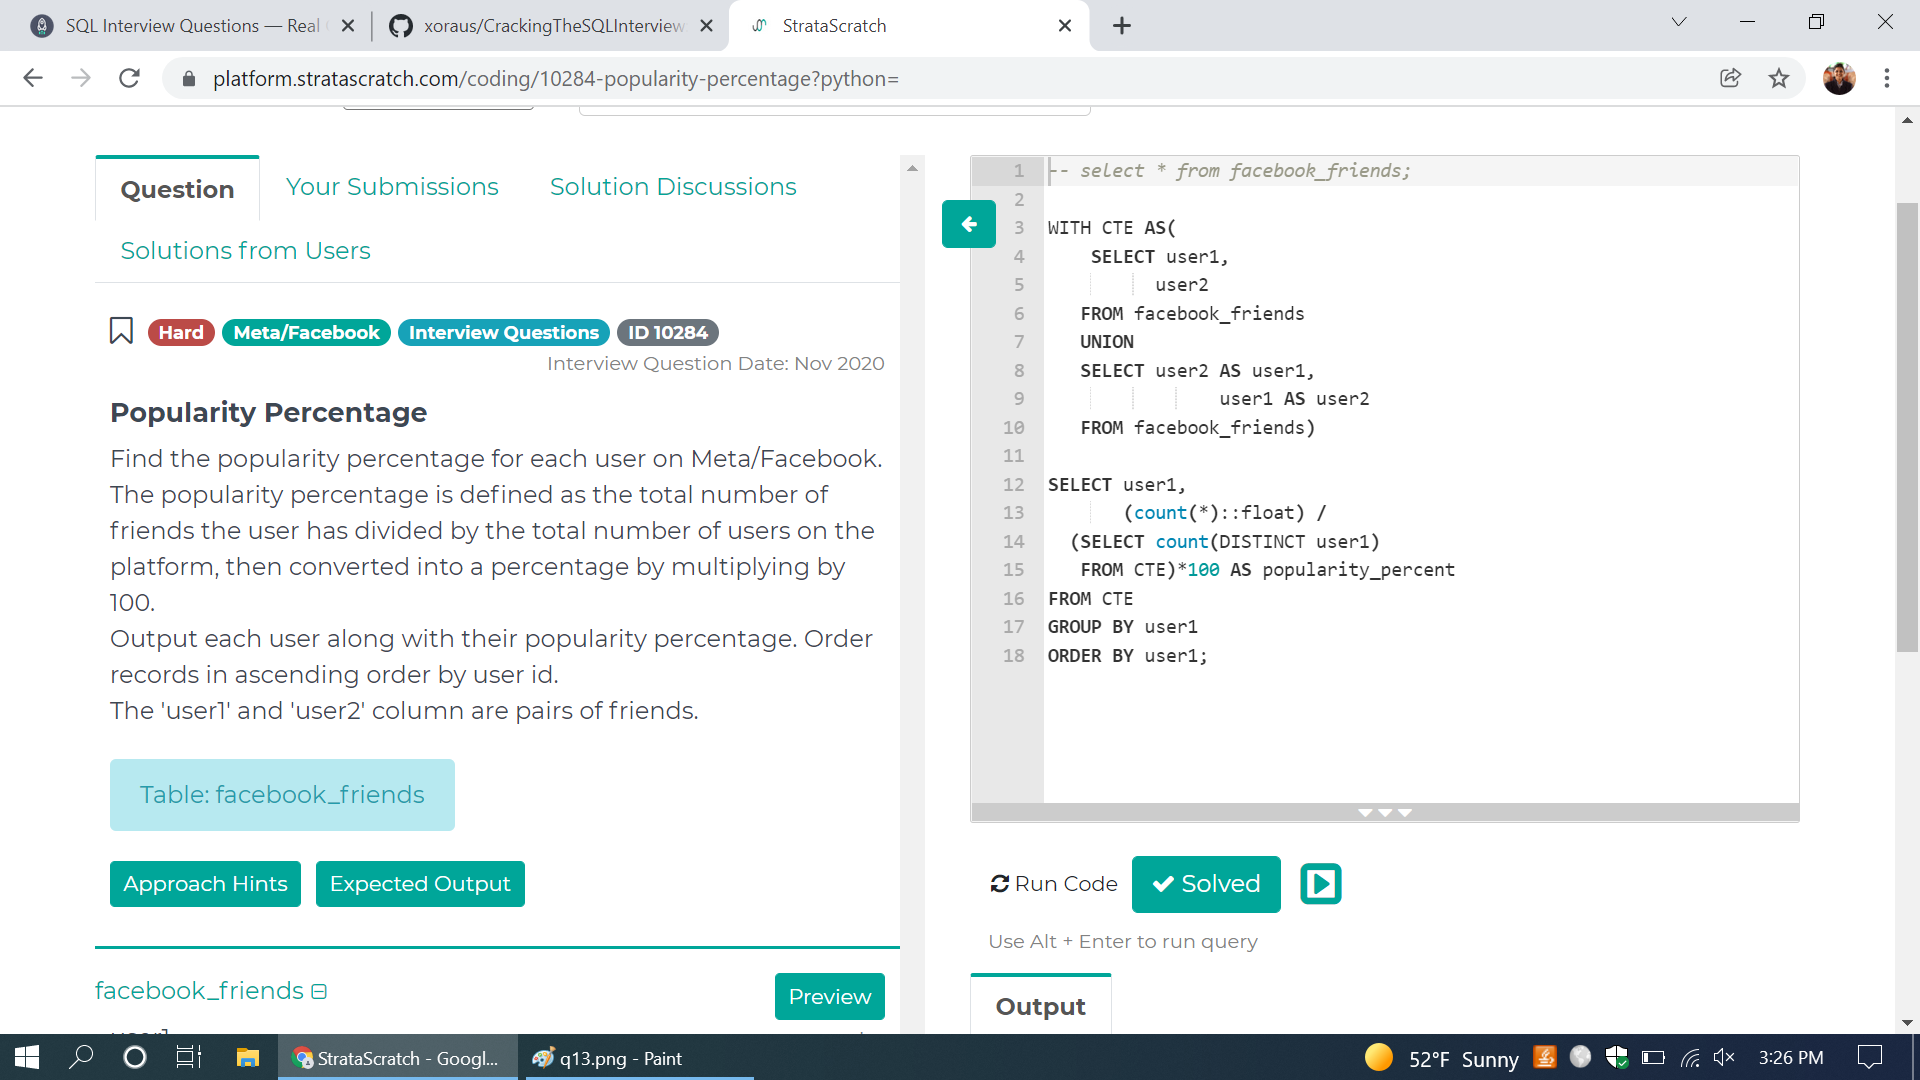 SQL Interview Questions — Real
xoraus/CrackingTheSQLInterview
StrataScratch
platform.stratascratch.com/coding/10284-popularity-percentage?python=
Question
Your Submissions
Solution Discussions
Solutions from Users
Hard
Meta/Facebook
Interview Questions
ID 10284
Interview Question Date: Nov 2020
Popularity Percentage
Find the popularity percentage for each user on Meta/Facebook.
The popularity percentage is defined as the total number of
friends the user has divided by the total number of users on the
platform, then converted into a percentage by multiplying by
100.
Output each user along with their popularity percentage. Order
records in ascending order by user id.
The 'user1' and 'user2' column are pairs of friends.
Table: facebook_friends
Approach Hints
Expected Output
facebook_friends
Preview
1 -- select * from facebook_friends;
2
3 WITH CTE AS(
4 SELECT user1,
5 user2
6 FROM facebook_friends
7 UNION
8 SELECT user2 AS user1,
9 user1 AS user2
10 FROM facebook_friends)
11
12 SELECT user1,
13 (count(*)::float) /
14 (SELECT count(DISTINCT user1)
15 FROM CTE)*100 AS popularity_percent
16 FROM CTE
17 GROUP BY user1
18 ORDER BY user1;
Run Code
Solved
Use Alt + Enter to run query
Output
StrataScratch - Googl...
q13.png - Paint
52°F Sunny
3:26 PM